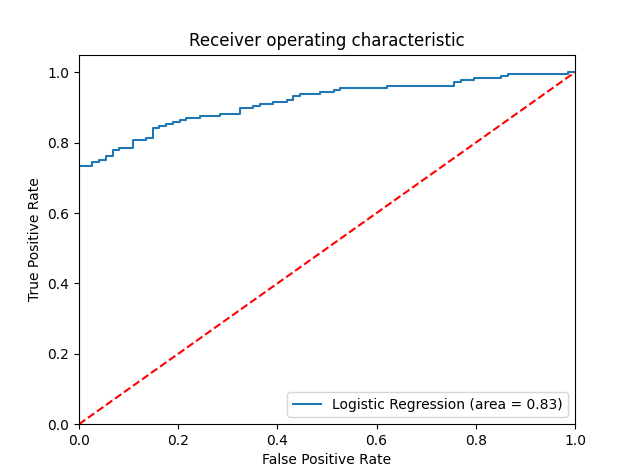 Receiver operating characteristic
1.0
0.8
0.6
0.4
0.2
0.0
True Positive Rate
Logistic Regression (area = 0.83)
0.0 0.2 0.4 0.6 0.8 1.0
False Positive Rate